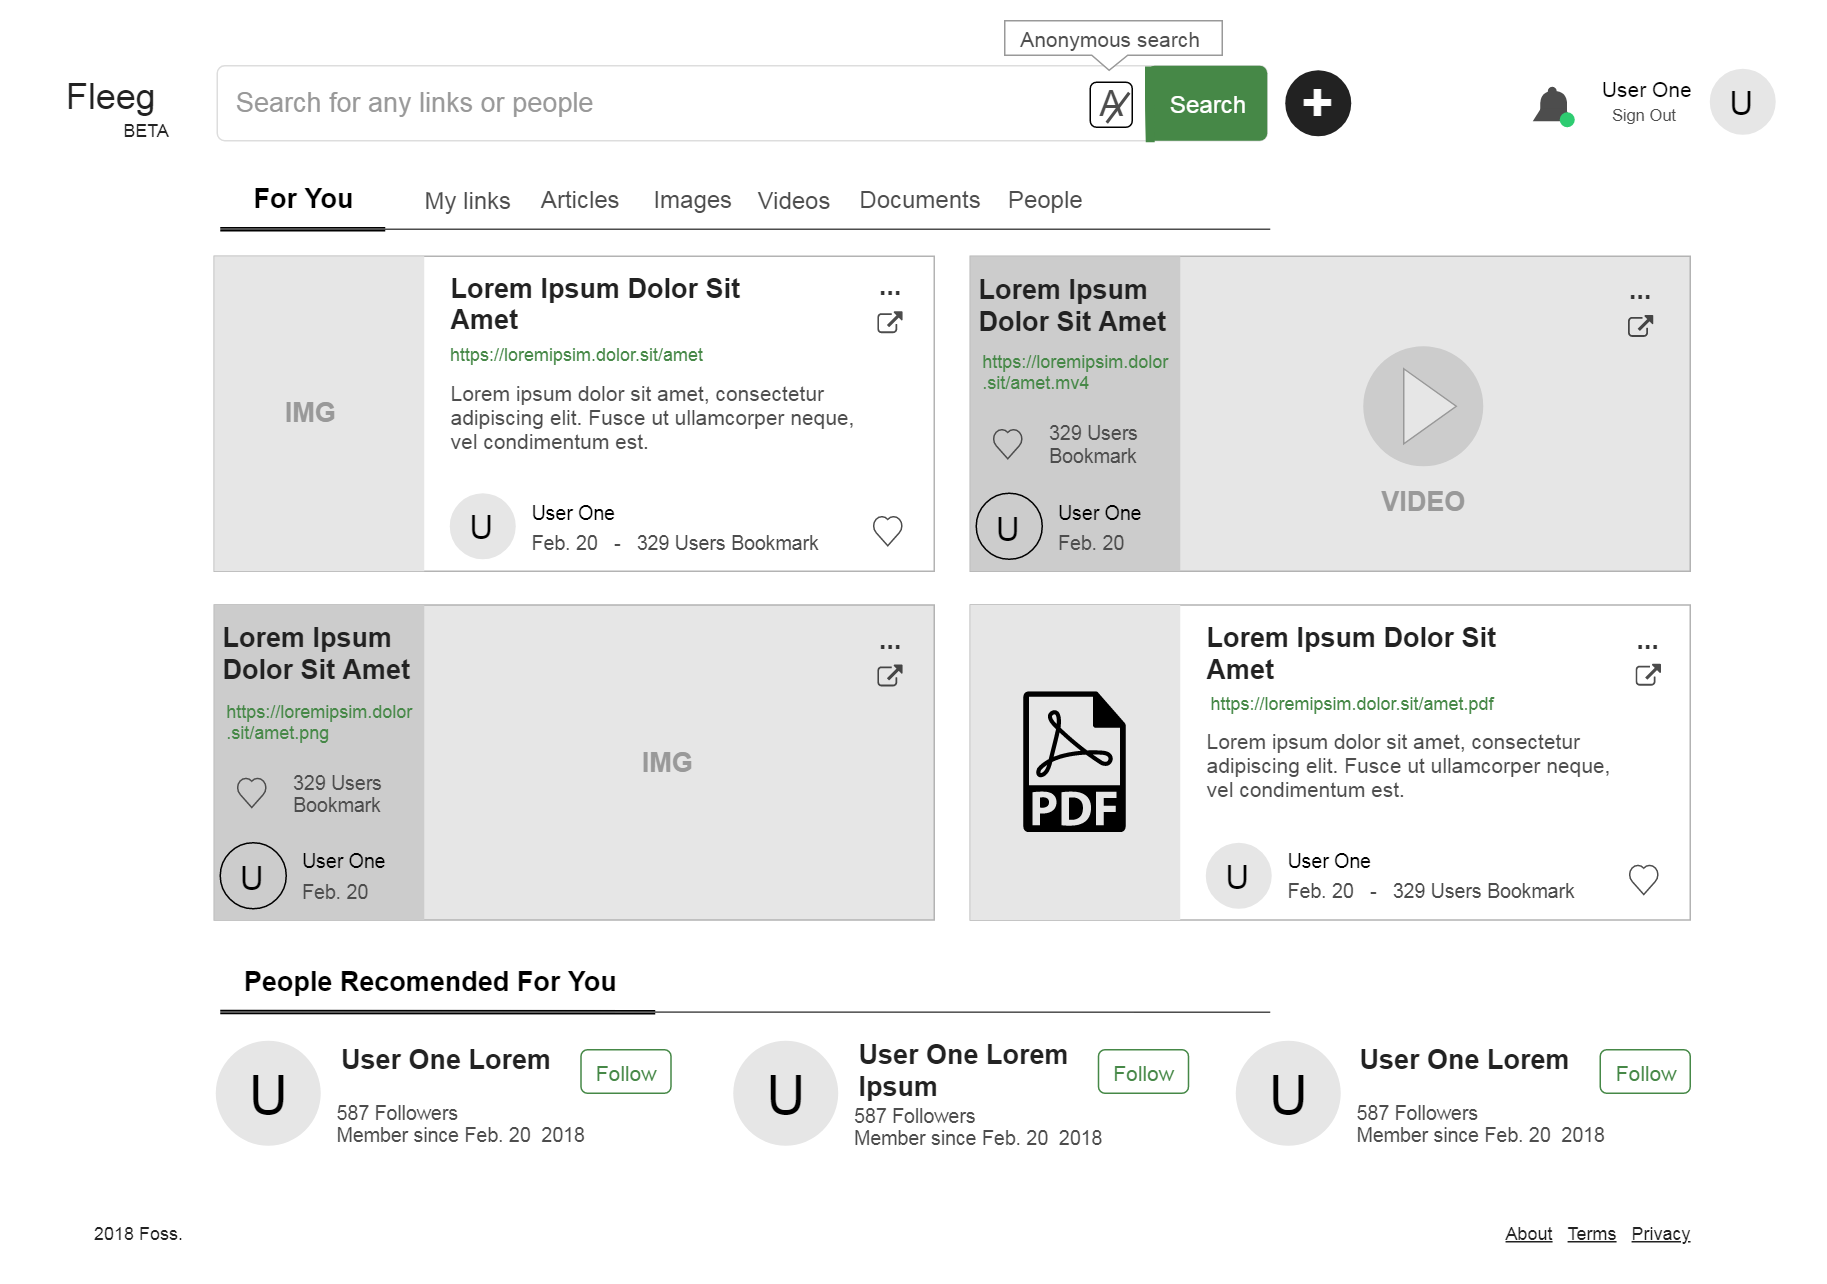 Anonymous search
Fleeg
BETA
Search for any links or people
Search
User One
Sign Out
U
For You
My links
Articles
Images
Videos
Documents
People
IMG
Lorem Ipsum Dolor Sit
Amet
...
https://loremipsim.dolor.sit/amet
Lorem ipsum dolor sit amet, consectetur
adipiscing elit. Fusce ut ullamcorper neque,
vel condimentum est.
U
User One
Feb. 20 - 329 Users Bookmark
Lorem Ipsum
Dolor Sit Amet
https://loremipsim.dolor
.sit/amet.mv4
329 Users
Bookmark
U
User One
Feb. 20
...
VIDEO
Lorem Ipsum
Dolor Sit Amet
https://loremipsim.dolor
.sit/amet.png
329 Users
Bookmark
U
User One
Feb. 20
...
IMG
PDF
Lorem Ipsum Dolor Sit
Amet
...
https://loremipsim.dolor.sit/amet.pdf
Lorem ipsum dolor sit amet, consectetur
adipiscing elit. Fusce ut ullamcorper neque,
vel condimentum est.
U
User One
Feb. 20 - 329 Users Bookmark
People Recomended For You
U
User One Lorem
Follow
587 Followers
Member since Feb. 20 2018
U
User One Lorem
Ipsum
Follow
587 Followers
Member since Feb. 20 2018
U
User One Lorem
Follow
587 Followers
Member since Feb. 20 2018
2018 Foss.
About Terms Privacy